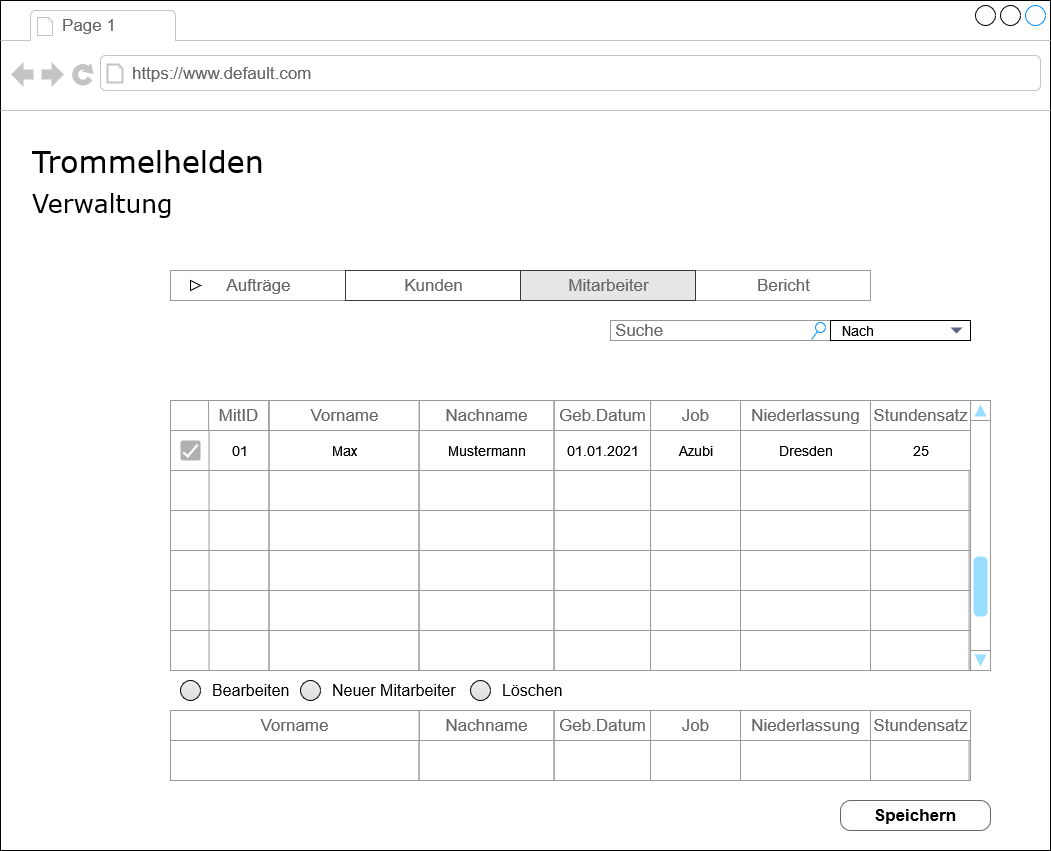 Page 1
https://www.default.com
Trommelhelden
Verwaltung
Aufträge Kunden Mitarbeiter Bericht
Suche Nach
MitID Vorname Nachname Geb.Datum Job Niederlassung Stundensatz
01 Max Mustermann 01.01.2021 Azubi Dresden 25
Bearbeiten Neuer Mitarbeiter Löschen
Vorname Nachname Geb.Datum Job Niederlassung Stundensatz
Speichern